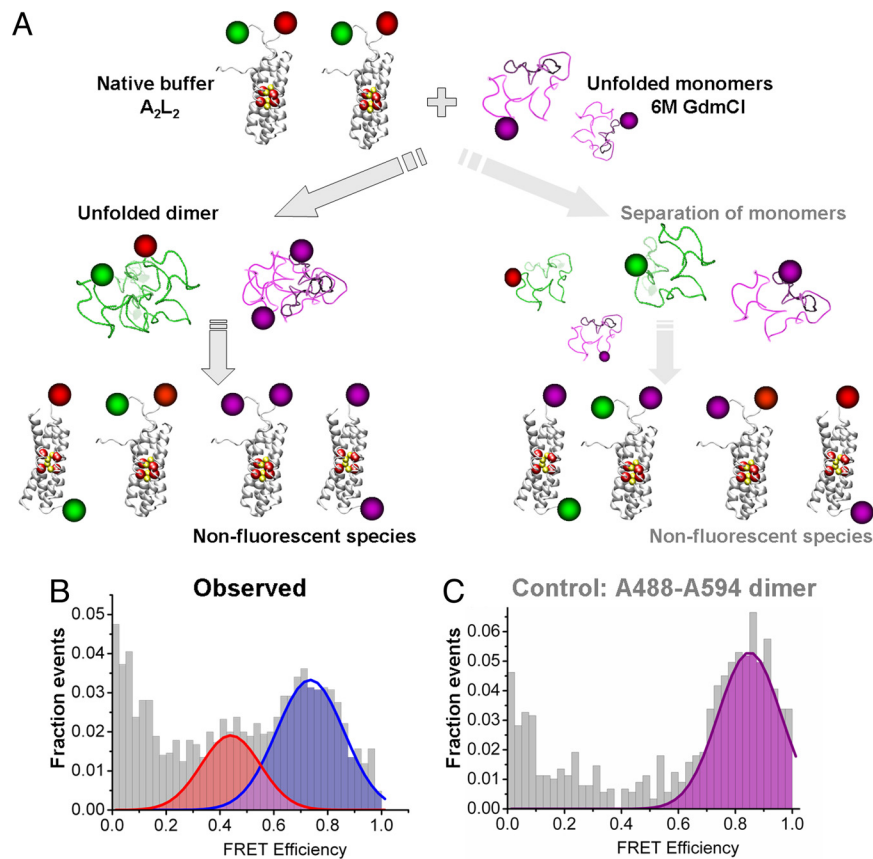 A
Native buffer
A₂L₂
Unfolded monomers
6M GdmCl
Unfolded dimer
Separation of monomers
Non-fluorescent species
Non-fluorescent species
B
Observed
Fraction events
0.05
0.04
0.03
0.02
0.01
0.00
0.0 0.2 0.4 0.6 0.8 1.0
FRET Efficiency
C
Control: A488-A594 dimer
Fraction events
0.06
0.05
0.04
0.03
0.02
0.01
0.00
0.0 0.2 0.4 0.6 0.8 1.0
FRET Efficiency